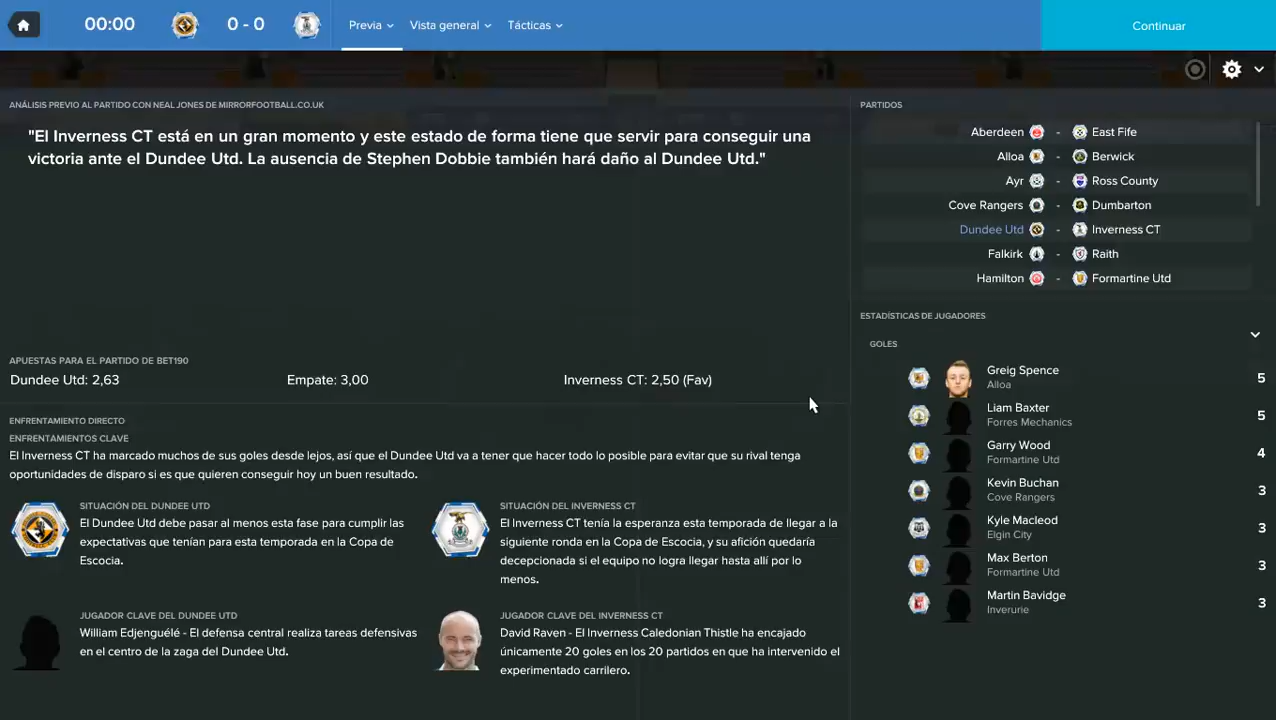 00:00
0 - 0
Previa
Vista general
Tácticas
Continuar
ANÁLISIS PREVIO AL PARTIDO CON NEAL JONES DE MIRRORFOOTBALL.CO.UK
"El Inverness CT está en un gran momento y este estado de forma tiene que servir para conseguir una
victoria ante el Dundee Utd. La ausencia de Stephen Dobbie también hará daño al Dundee Utd."
APUESTAS PARA EL PARTIDO DE BET190
Dundee Utd: 2,63
Empate: 3,00
Inverness CT: 2,50 (Fav)
ENFRENTAMIENTO DIRECTO
ENFRENTAMIENTOS CLAVE
El Inverness CT ha marcado muchos de sus goles desde lejos, así que el Dundee Utd va a tener que hacer todo lo posible para evitar que su rival tenga
oportunidades de disparo si es que quieren conseguir hoy un buen resultado.
SITUACIÓN DEL DUNDEE UTD
El Dundee Utd debe pasar al menos esta fase para cumplir las
expectativas que tenían para esta temporada en la Copa de
Escocia.
SITUACIÓN DEL INVERNESS CT
El Inverness CT tenía la esperanza esta temporada de llegar a la
siguiente ronda en la Copa de Escocia, y su afición quedaría
decepcionada si el equipo no logra llegar hasta allí por lo
menos.
JUGADOR CLAVE DEL DUNDEE UTD
William Edjenguélé - El defensa central realiza tareas defensivas
en el centro de la zaga del Dundee Utd.
JUGADOR CLAVE DEL INVERNESS CT
David Raven - El Inverness Caledonian Thistle ha encajado
únicamente 20 goles en los 20 partidos en que ha intervenido el
experimentado carrilero.
PARTIDOS
Aberdeen - East Fife
Alloa - Berwick
Ayr - Ross County
Cove Rangers - Dumbarton
Dundee Utd - Inverness CT
Falkirk - Raith
Hamilton - Formartine Utd
ESTADÍSTICAS DE JUGADORES
GOLES
Greig Spence 5
Alloa
Liam Baxter 5
Forres Mechanics
Garry Wood 4
Formartine Utd
Kevin Buchan 3
Cove Rangers
Kyle Macleod 3
Elgin City
Max Berton 3
Formartine Utd
Martin Bavidge 3
Inverurie